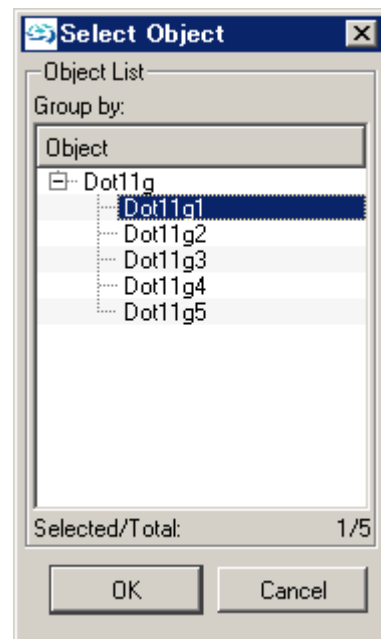 Select Object
Object List
Group by:
Object
Dot11g
Dot11g1
Dot11g2
Dot11g3
Dot11g4
Dot11g5
Selected/Total: 1/5
OK Cancel